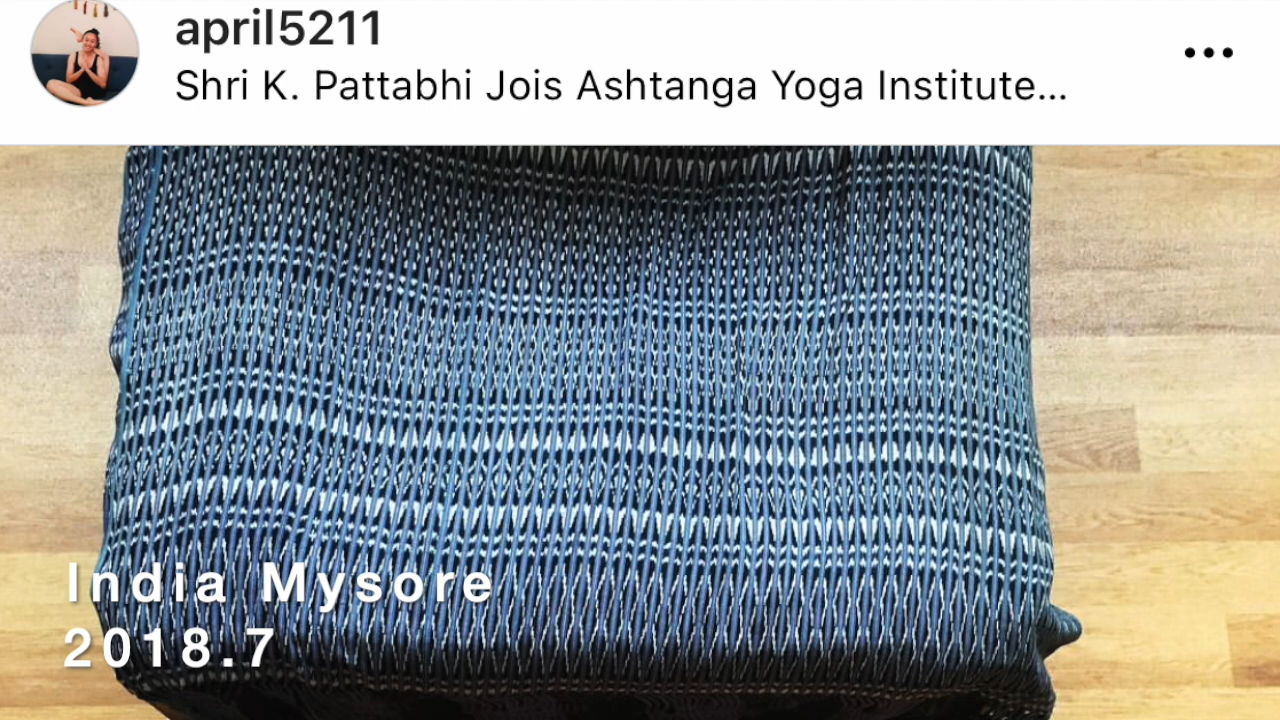 april5211
Shri K. Pattabhi Jois Ashtanga Yoga Institute...
India Mysore
2018.7